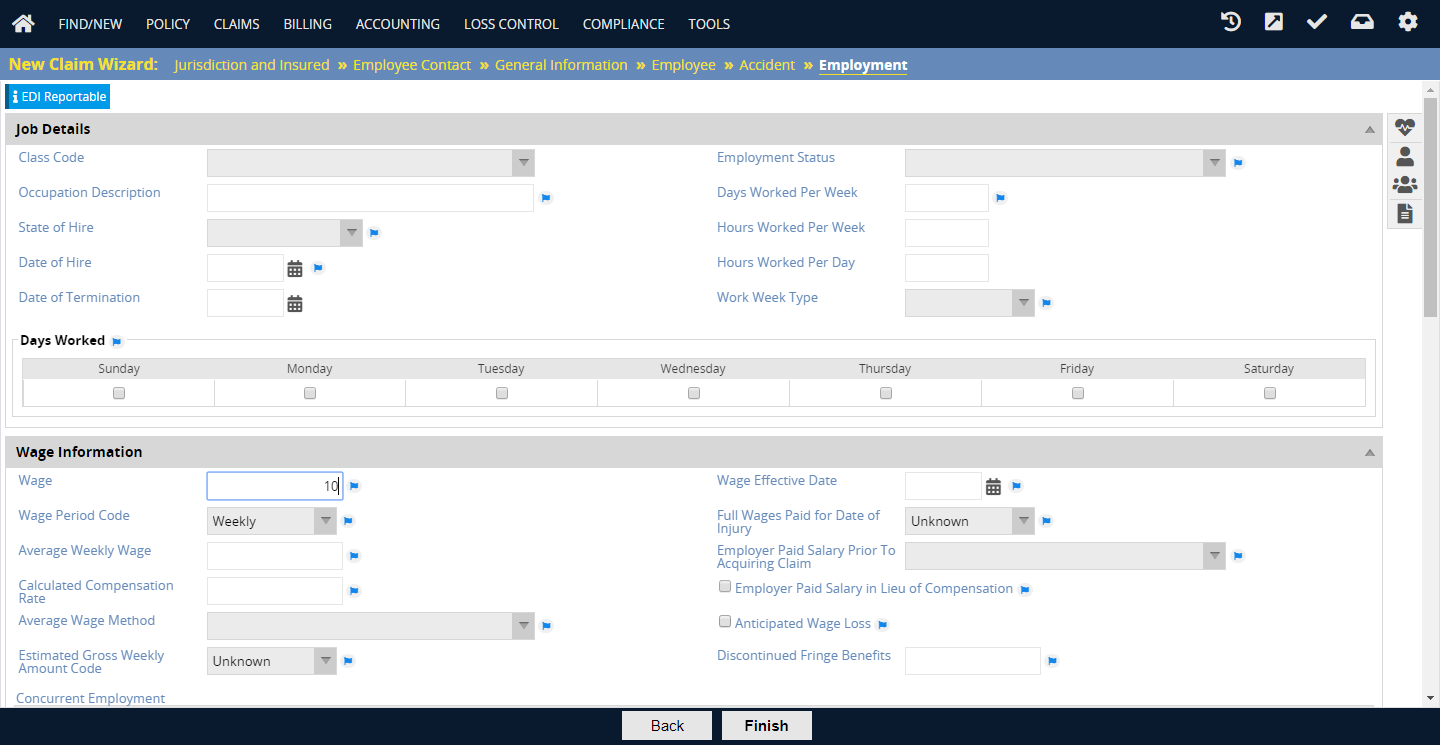 FIND/NEW POLICY CLAIMS BILLING ACCOUNTING LOSS CONTROL COMPLIANCE TOOLS
New Claim Wizard: Jurisdiction and Insured » Employee Contact » General Information » Employee » Accident » Employment
EDI Reportable
Job Details
Class Code
Employment Status
Occupation Description
Days Worked Per Week
State of Hire
Hours Worked Per Week
Date of Hire
Hours Worked Per Day
Date of Termination
Work Week Type
Days Worked
Sunday Monday Tuesday Wednesday Thursday Friday Saturday
Wage Information
Wage 10
Wage Effective Date
Wage Period Code Weekly
Full Wages Paid for Date of
Injury
Unknown
Average Weekly Wage
Employer Paid Salary Prior To
Acquiring Claim
Calculated Compensation
Rate
Employer Paid Salary in Lieu of Compensation
Average Wage Method
Anticipated Wage Loss
Estimated Gross Weekly
Amount Code
Unknown
Discontinued Fringe Benefits
Concurrent Employment
Back Finish